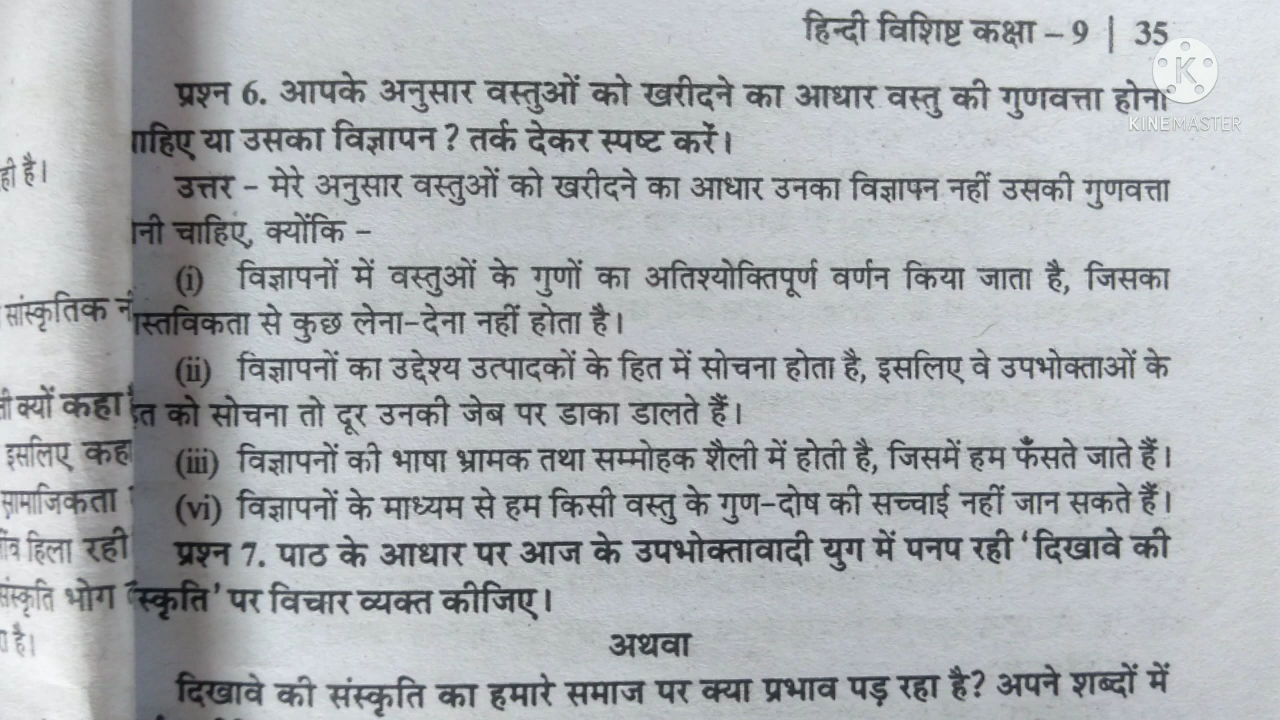 हिन्दी विशिष्ट कक्षा – 9 | 35
K
KINEMASTER
प्रश्न 6. आपके अनुसार वस्तुओं को खरीदने का आधार वस्तु की गुणवत्ता होना
ाहिए या उसका विज्ञापन ? तर्क देकर स्पष्ट करें।
उत्तर – मेरे अनुसार वस्तुओं को खरीदने का आधार उनका विज्ञापन नहीं उसकी गुणवत्ता
नी चाहिए, क्योंकि –
(i) विज्ञापनों में वस्तुओं के गुणों का अतिश्योक्तिपूर्ण वर्णन किया जाता है, जिसका
ास्तविकता से कुछ लेना-देना नहीं होता है।
(ii) विज्ञापनों का उद्देश्य उत्पादकों के हित में सोचना होता है, इसलिए वे उपभोक्ताओं के
त को सोचना तो दूर उनकी जेब पर डाका डालते हैं।
(iii) विज्ञापनों की भाषा भ्रामक तथा सम्मोहक शैली में होती है, जिसमें हम फँसते जाते हैं।
(vi) विज्ञापनों के माध्यम से हम किसी वस्तु के गुण-दोष की सच्चाई नहीं जान सकते हैं।
प्रश्न 7. पाठ के आधार पर आज के उपभोक्तावादी युग में पनप रही 'दिखावे की
स्कृति' पर विचार व्यक्त कीजिए।
अथवा
दिखावे की संस्कृति का हमारे समाज पर क्या प्रभाव पड़ रहा है? अपने शब्दों में
ही है।
सांस्कृतिक
क्यों कहा
इसलिए कहा
सामाजिकता
हिला रही
संस्कृति भोग
है।